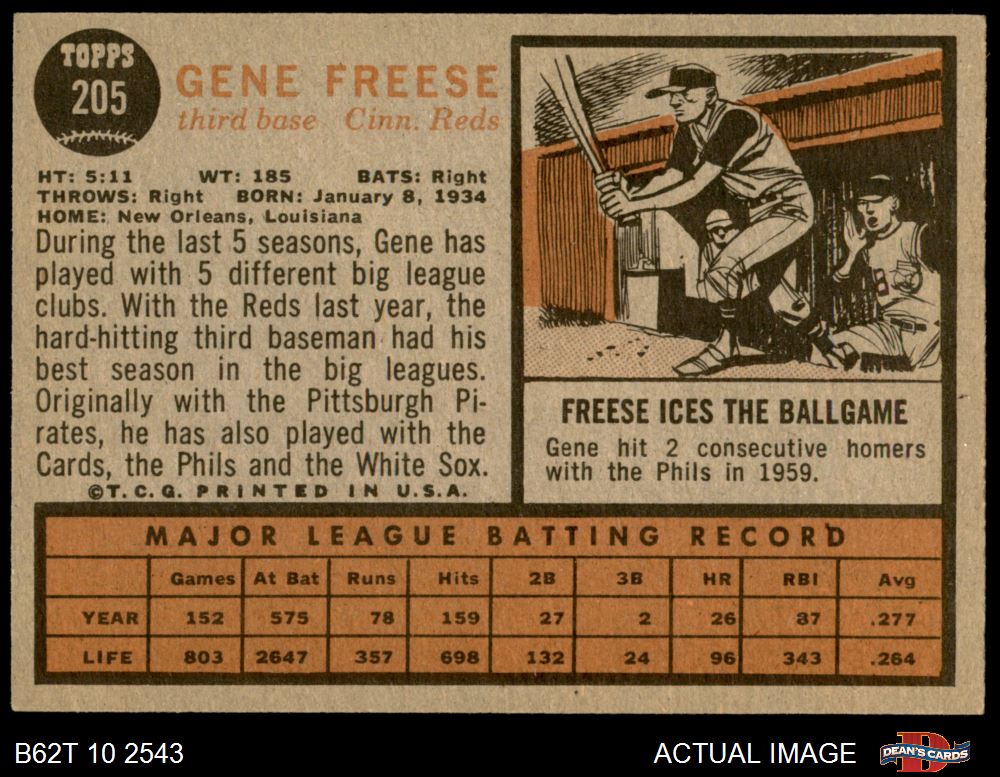 TOPPS
205
GENE FREESE
third base Cinn. Reds
HT: 5:11 WT: 185 BATS: Right
THROWS: Right BORN: January 8, 1934
HOME: New Orleans, Louisiana
During the last 5 seasons, Gene has
played with 5 different big league
clubs. With the Reds last year, the
hard-hitting third baseman had his
best season in the big leagues.
Originally with the Pittsburgh Pi-
rates, he has also played with the
Cards, the Phils and the White Sox.
©T.C.G. PRINTED IN U.S.A.
FREESE ICES THE BALLGAME
Gene hit 2 consecutive homers
with the Phils in 1959.
MAJOR LEAGUE BATTING RECORD
Games At Bat Runs Hits 2B 3B HR RBI Avg
YEAR 152 575 78 159 27 2 26 87 .277
LIFE 803 2647 357 698 132 24 96 343 .264
B62T 10 2543 ACTUAL IMAGE DEAN'S CARDS